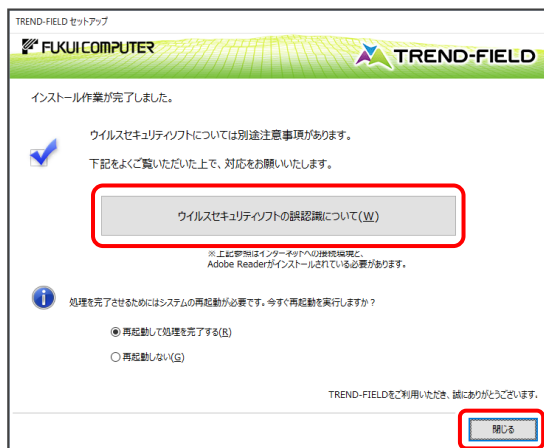 TREND-FIELD セットアップ
FUKUI COMPUTER
TREND-FIELD
インストール作業が完了しました。
ウイルスセキュリティソフトについては別途注意事項があります。
下記をよくご覧いただいた上で、対応をお願いいたします。
ウイルスセキュリティソフトの誤認識について(W)
※上記参照はインターネットへの接続環境と、
Adobe Readerがインストールされている必要があります。
処理を完了させるためにはシステムの再起動が必要です。今すぐ再起動を実行しますか？
再起動して処理を完了する(R)
再起動しない(G)
TREND-FIELDをご利用いただき、誠にありがとうございます。
閉じる